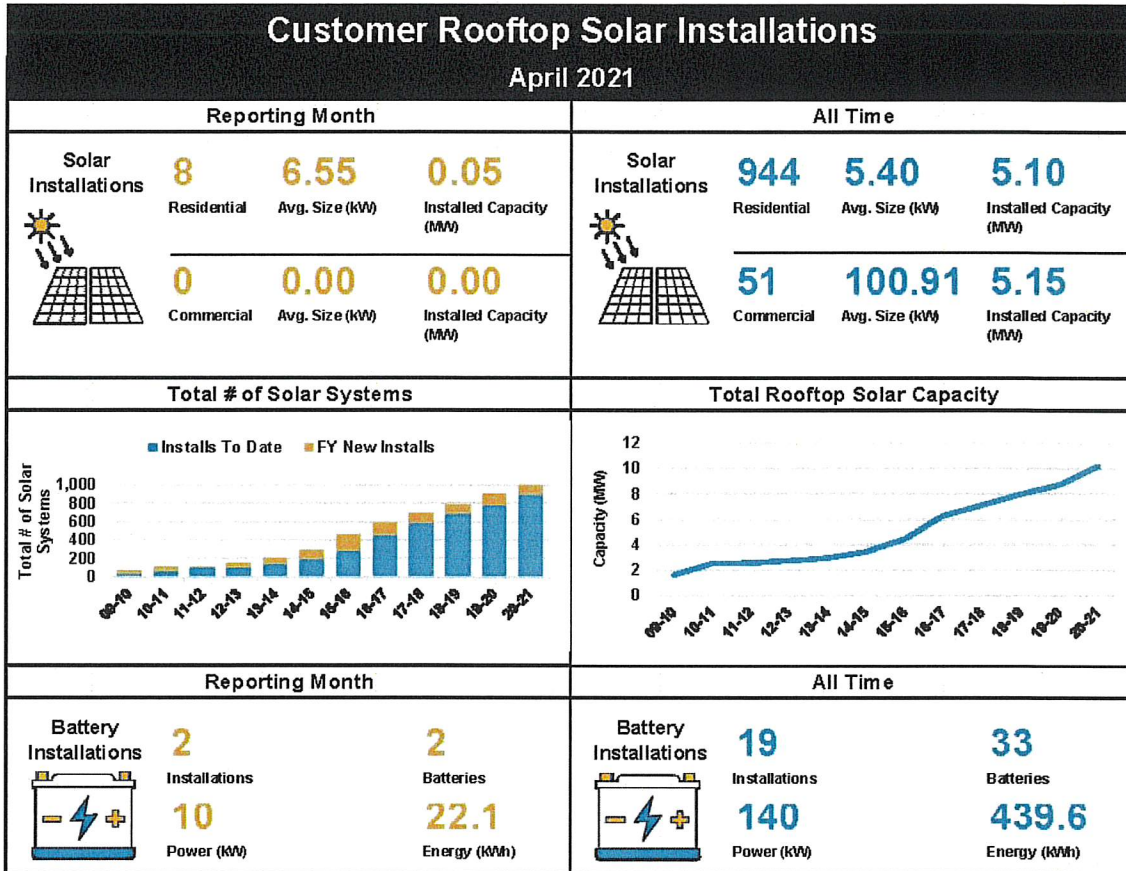 Customer Rooftop Solar Installations
April 2021
Reporting Month
Solar
Installations
8 6.55 0.05
Residential Avg. Size (kW) Installed Capacity
(MW)
0 0.00 0.00
Commercial Avg. Size (kW) Installed Capacity
(MW)
All Time
Solar
Installations
944 5.40 5.10
Residential Avg. Size (kW) Installed Capacity
(MW)
51 100.91 5.15
Commercial Avg. Size (kW) Installed Capacity
(MW)
Total # of Solar Systems
Installs To Date FY New Installs
Total # of Solar
Systems
1,000
800
600
400
200
0
09-10 10-11 11-12 12-13 13-14 14-15 15-16 16-17 17-18 18-19 19-20 20-21
Total Rooftop Solar Capacity
Capacity (MW)
12
10
8
6
4
2
0
09-10 10-11 11-12 12-13 13-14 14-15 15-16 16-17 17-18 18-19 19-20 20-21
Reporting Month
Battery
Installations
2 2
Installations Batteries
10 22.1
Power (kW) Energy (kWh)
All Time
Battery
Installations
19 33
Installations Batteries
140 439.6
Power (kW) Energy (kWh)